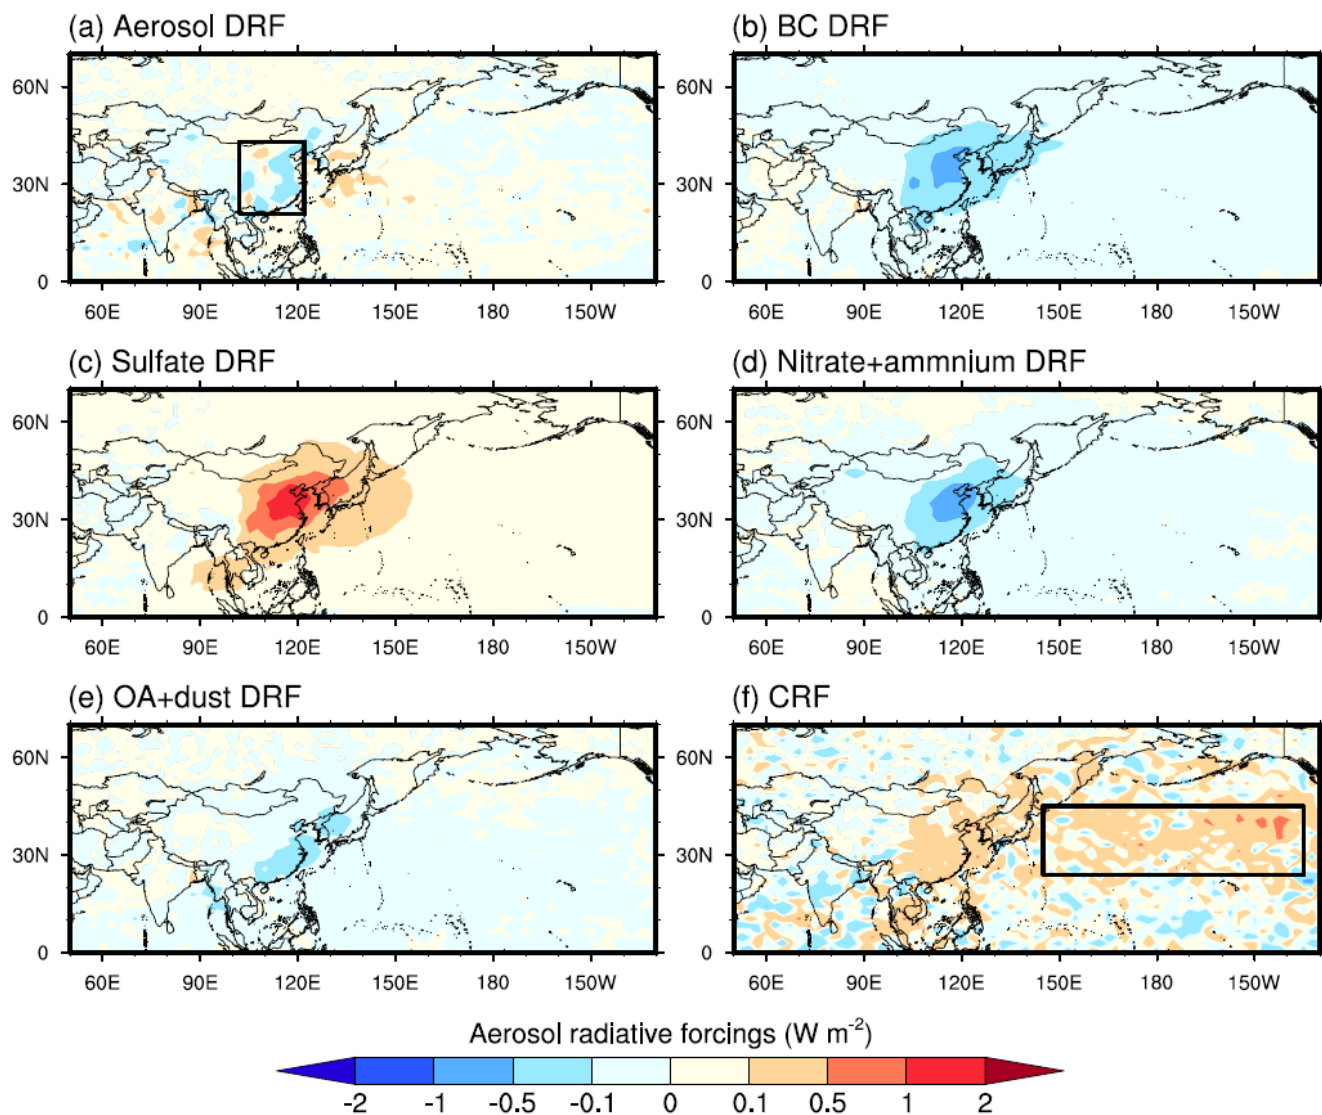 (a) Aerosol DRF
(b) BC DRF
60N
30N
0
60E 90E 120E 150E 180 150W
60N
30N
0
60E 90E 120E 150E 180 150W
(c) Sulfate DRF
(d) Nitrate+ammnium DRF
60N
30N
0
60E 90E 120E 150E 180 150W
60N
30N
0
60E 90E 120E 150E 180 150W
(e) OA+dust DRF
(f) CRF
60N
30N
0
60E 90E 120E 150E 180 150W
60N
30N
0
60E 90E 120E 150E 180 150W
Aerosol radiative forcings (W m⁻²)
-2 -1 -0.5 -0.1 0 0.1 0.5 1 2